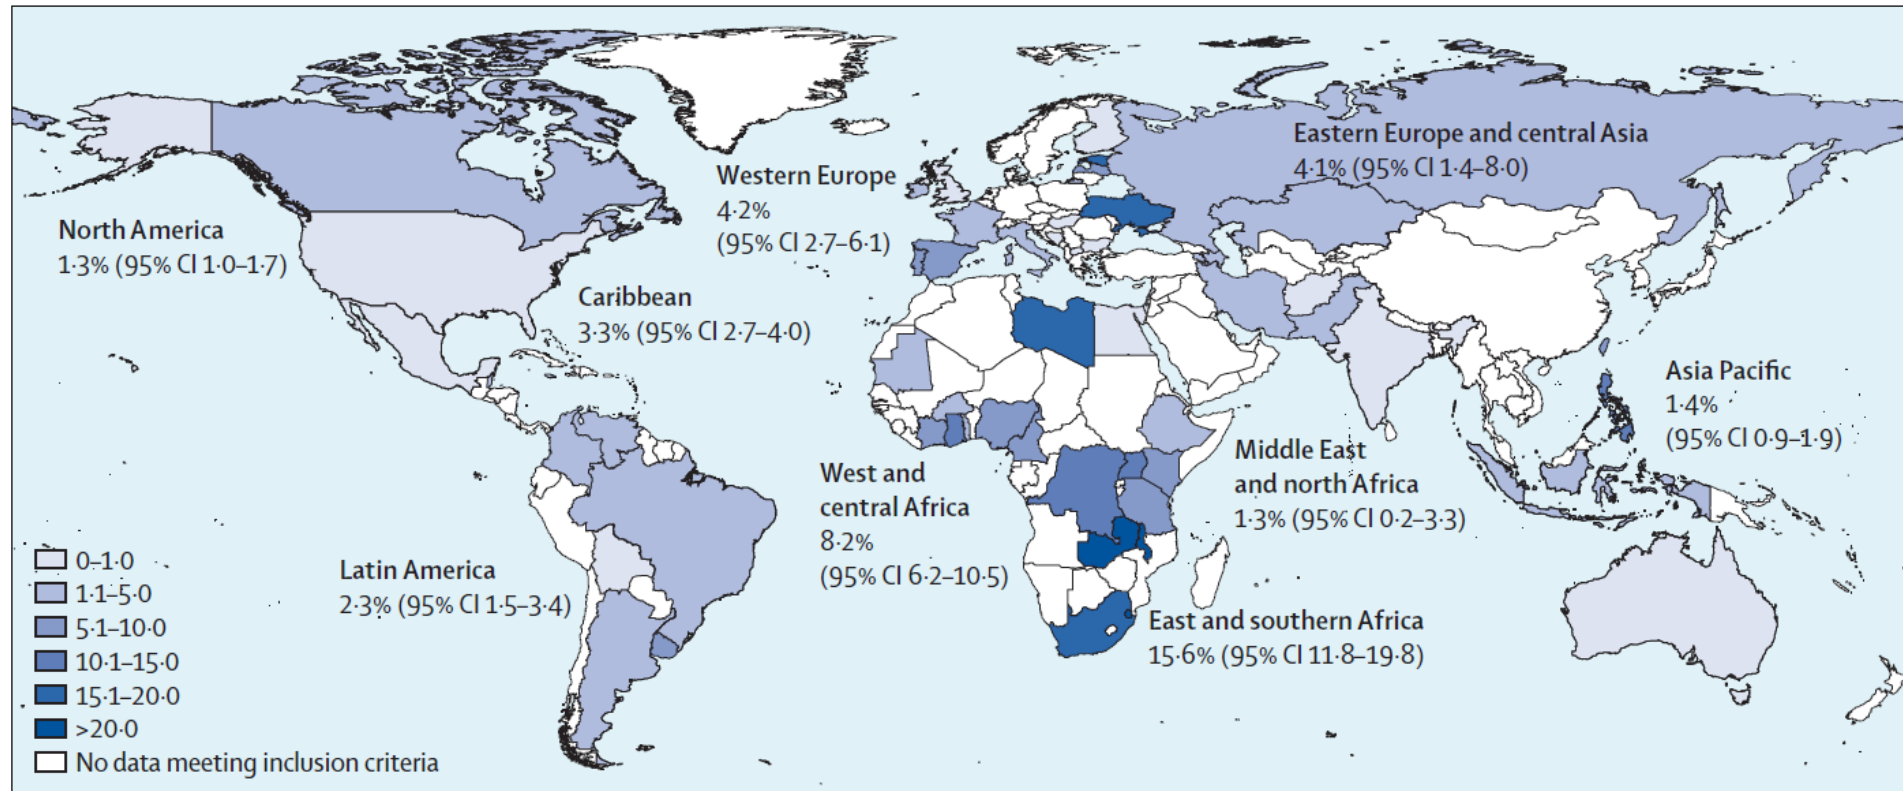 Eastern Europe and central Asia
4·1% (95% CI 1·4–8·0)
Western Europe
4·2%
(95% CI 2·7–6·1)
North America
1·3% (95% CI 1·0–1·7)
Caribbean
3·3% (95% CI 2·7–4·0)
Asia Pacific
1·4%
(95% CI 0·9–1·9)
Middle East
and north Africa
1·3% (95% CI 0·2–3·3)
West and
central Africa
8·2%
(95% CI 6·2–10·5)
Latin America
2·3% (95% CI 1·5–3·4)
East and southern Africa
15·6% (95% CI 11·8–19·8)
0–1·0
1·1–5·0
5·1–10·0
10·1–15·0
15·1–20·0
>20·0
No data meeting inclusion criteria